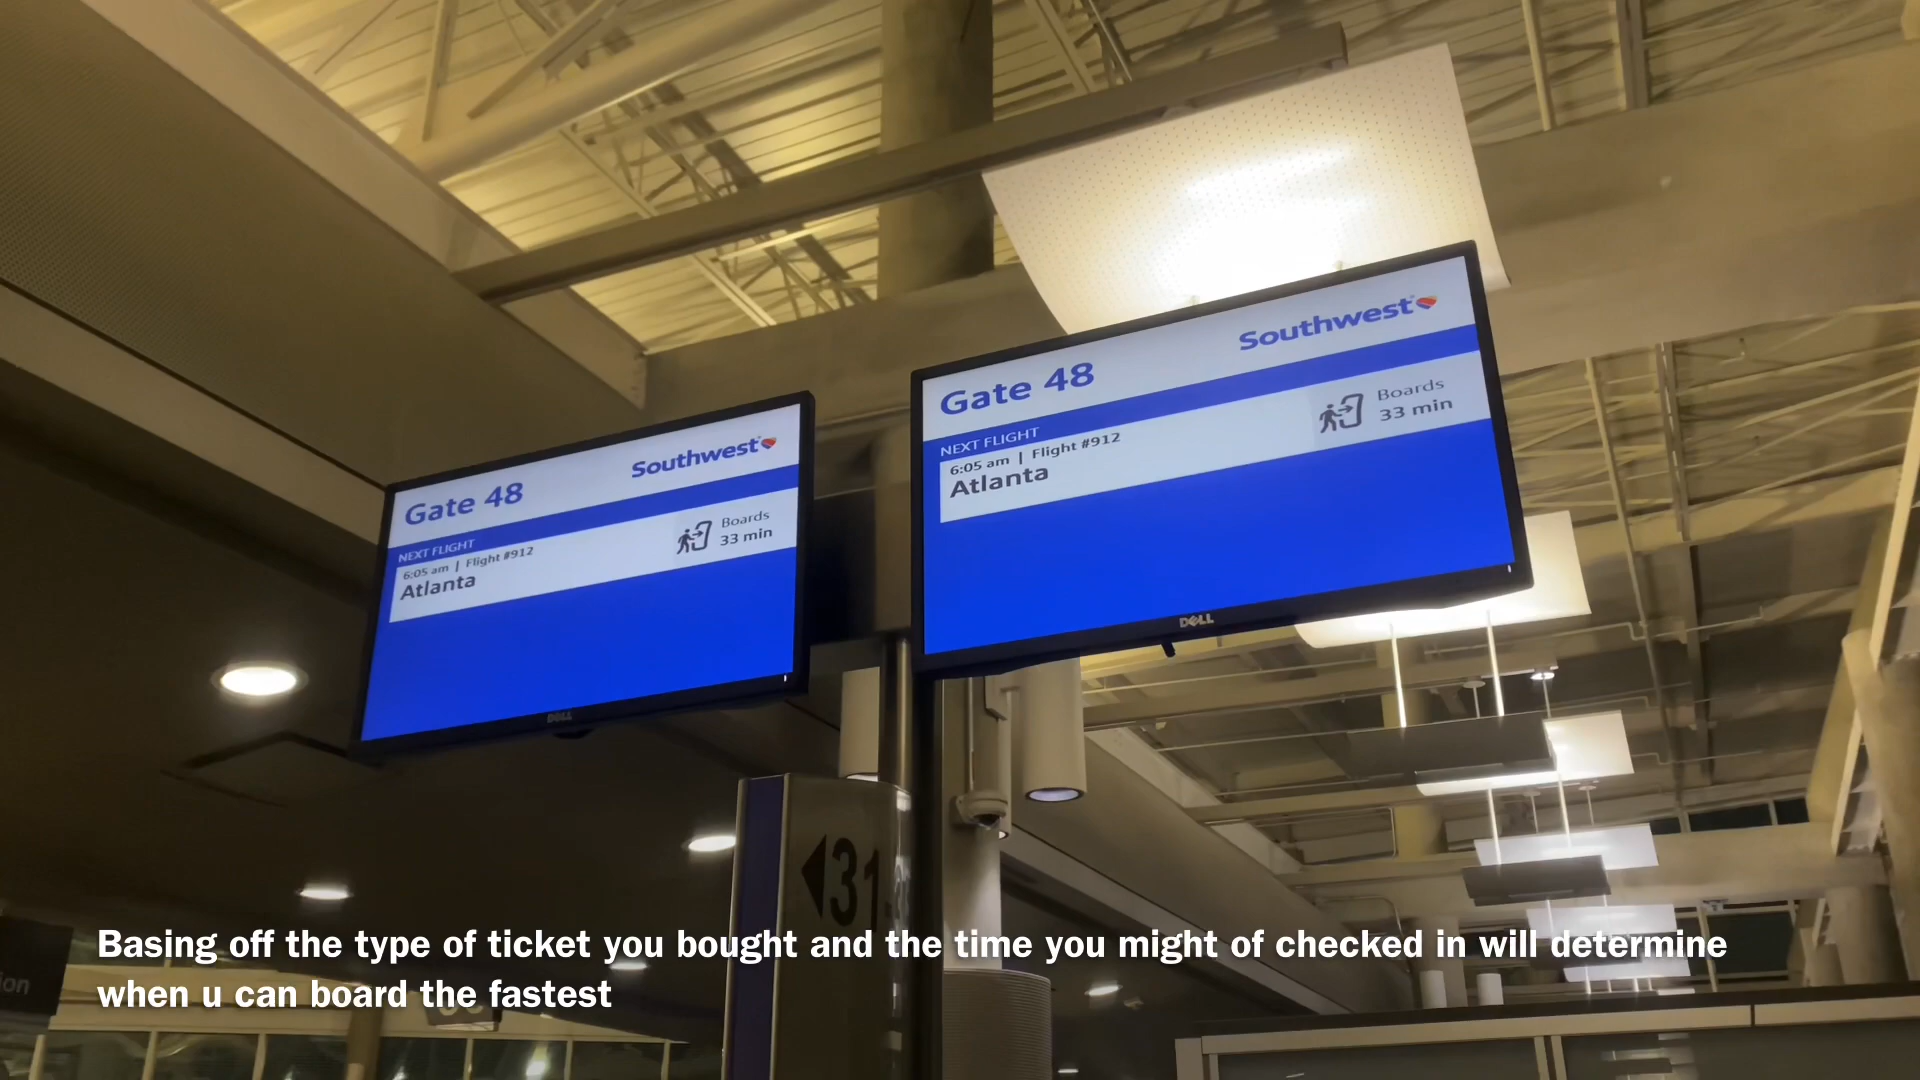 Gate 48
Southwest
NEXT FLIGHT
6:05 am | Flight #912
Atlanta
Boards
33 min
DELL
Gate 48
Southwest
NEXT FLIGHT
6:05 am | Flight #912
Atlanta
Boards
33 min
DELL
31
Basing off the type of ticket you bought and the time you might of checked in will determine
when u can board the fastest